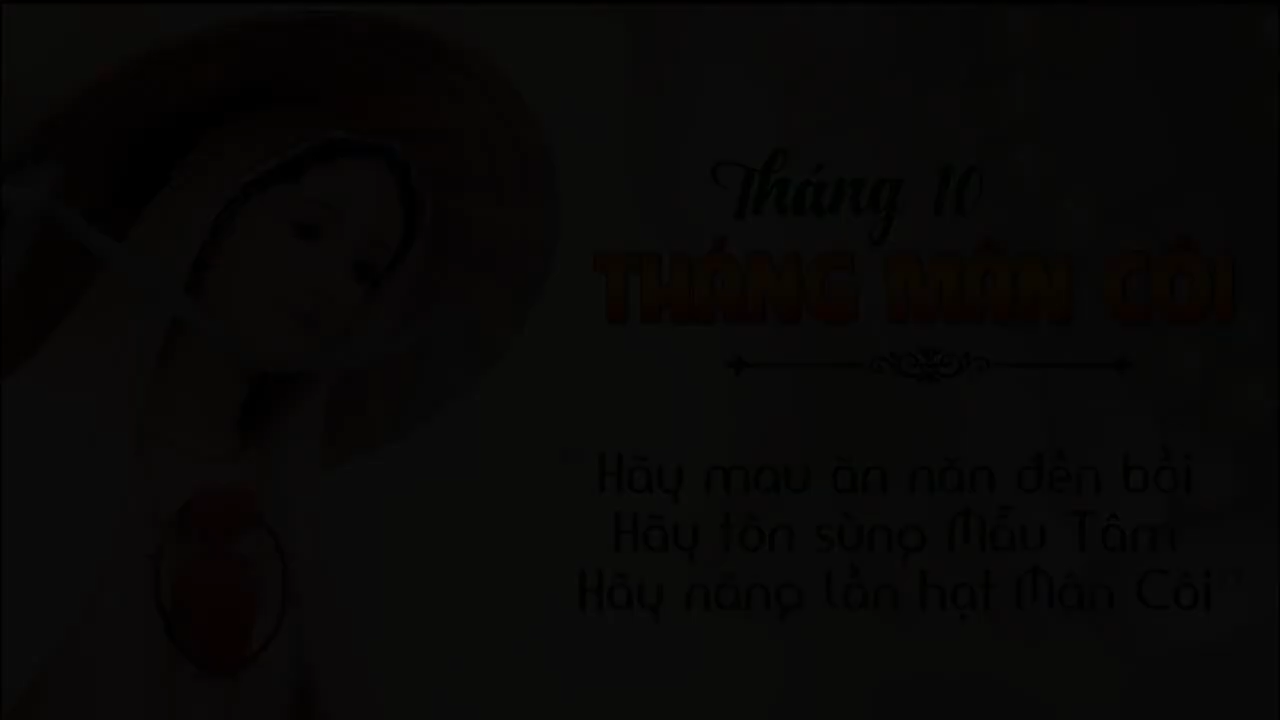 Tháng 10
THÁNG MÂN CÔI
Hãy mau ăn năn đền bồi
Hãy tôn sùng Mẫu Tâm
Hãy năng lần hạt Mân Côi"